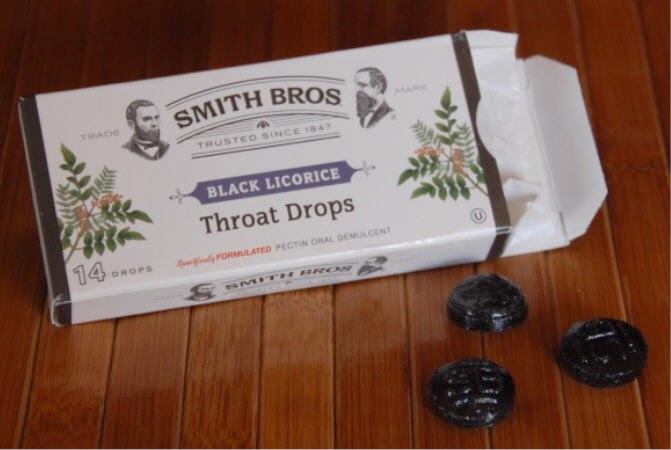 TRADE
MARK
SMITH BROS
TRUSTED SINCE 1847
BLACK LICORICE
Throat Drops
Specifically FORMULATED PECTIN ORAL DEMULCENT
14 DROPS
U
SMITH BROS